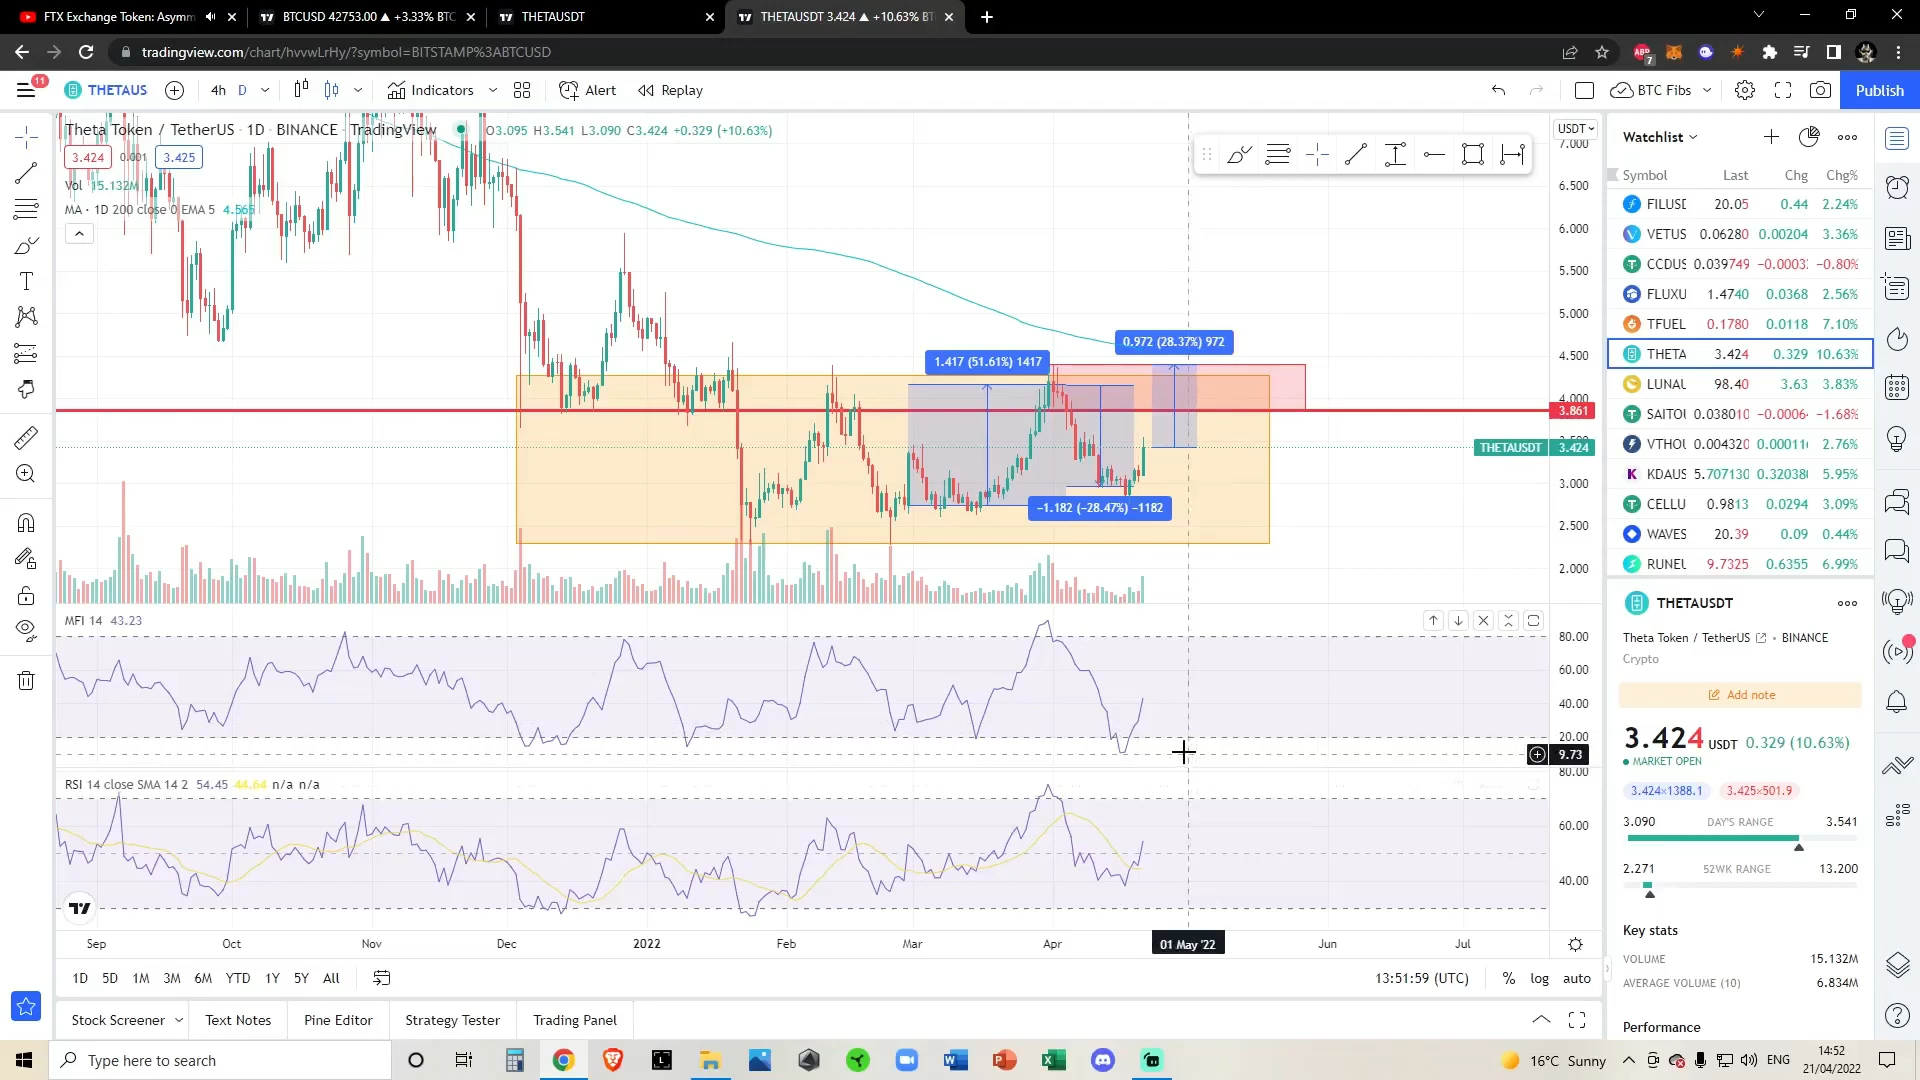 FTX Exchange Token: Asymm
BTCUSD 42753.00 ▲ +3.33% BTC
THETAUSDT
THETAUSDT 3.424 ▲ +10.63% BT
tradingview.com/chart/hvvwLrHy/?symbol=BITSTAMP%3ABTCUSD
7
11
THETAUS
4h D
Indicators
Alert
Replay
BTC Fibs
Publish
Theta Token / TetherUS · 1D · BINANCE · TradingView
O3.095 H3.541 L3.090 C3.424 +0.329 (+10.63%)
3.424 0.001 3.425
Vol 15.132M
MA · 1D 200 close 0 EMA 5 4.565
USDT
7.000
6.500
6.000
5.500
5.000
4.500
4.000
3.861
THETAUSDT 3.424
3.000
2.500
2.000
0.972 (28.37%) 972
1.417 (51.61%) 1417
−1.182 (−28.47%) −1182
MFI 14 43.23
80.00
60.00
40.00
20.00
9.73
RSI 14 close SMA 14 2 54.45 44.64 n/a n/a
80.00
60.00
40.00
Sep Oct Nov Dec 2022 Feb Mar Apr 01 May '22 Jun Jul
1D 5D 1M 3M 6M YTD 1Y 5Y All
13:51:59 (UTC) % log auto
Stock Screener Text Notes Pine Editor Strategy Tester Trading Panel
Watchlist
Symbol Last Chg Chg%
FILUSD 20.05 0.44 2.24%
VETUS 0.06280 0.00204 3.36%
CCDUS 0.039749 −0.0003 −0.80%
FLUXU 1.4740 0.0368 2.56%
TFUEL 0.1780 0.0118 7.10%
THETA 3.424 0.329 10.63%
LUNAU 98.40 3.63 3.83%
SAITOU 0.038010 −0.0006 −1.68%
VTHOU 0.004320 0.00011 2.76%
KDAUS 5.707130 0.32038 5.95%
CELLU 0.9813 0.0294 3.09%
WAVES 20.39 0.09 0.44%
RUNEU 9.7325 0.6355 6.99%
THETAUSDT
Theta Token / TetherUS • BINANCE
Crypto
Add note
3.424 USDT 0.329 (10.63%)
MARKET OPEN
3.424×1388.1 3.425×501.9
3.090 DAY'S RANGE 3.541
2.271 52WK RANGE 13.200
Key stats
VOLUME 15.132M
AVERAGE VOLUME (10) 6.834M
Performance
Type here to search
16°C Sunny
ENG
14:52
21/04/2022